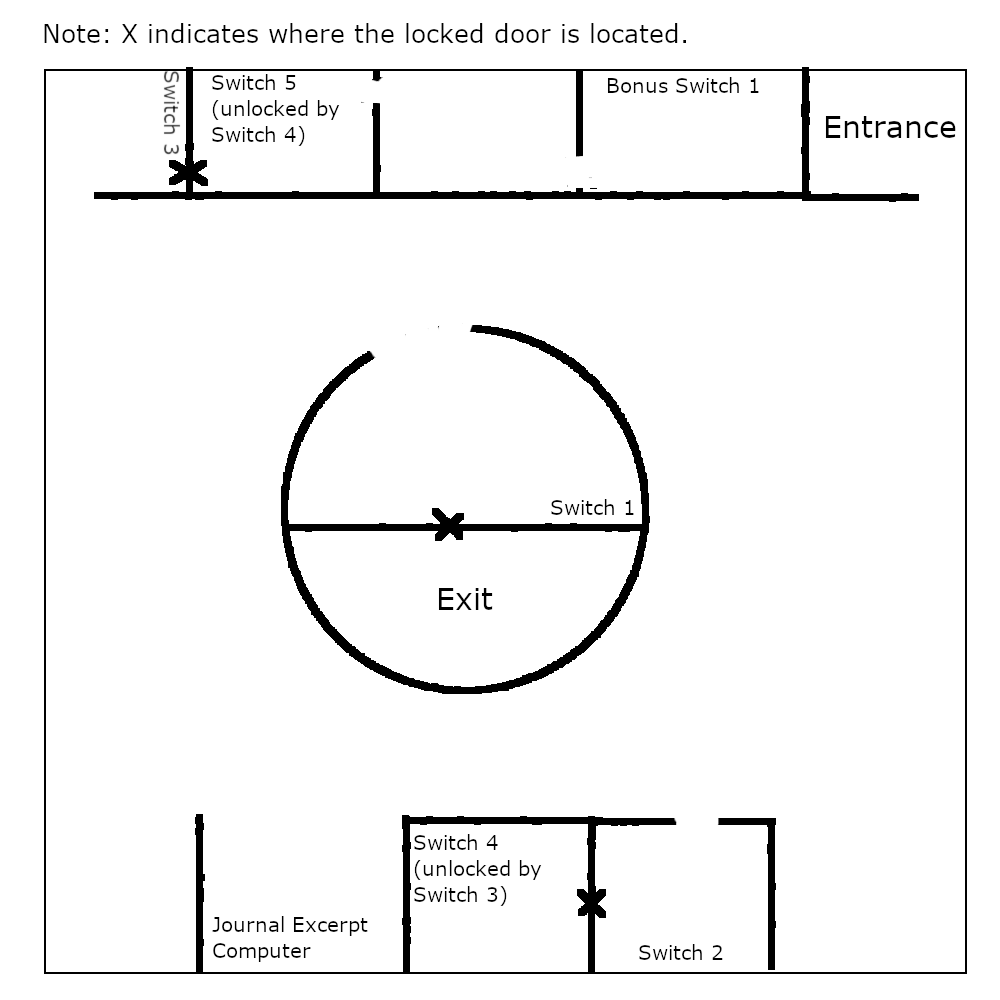 Note: X indicates where the locked door is located.
Switch 3
Switch 5
(unlocked by
Switch 4)
Bonus Switch 1
Entrance
Switch 1
Exit
Switch 4
(unlocked by
Switch 3)
Journal Excerpt
Computer
Switch 2